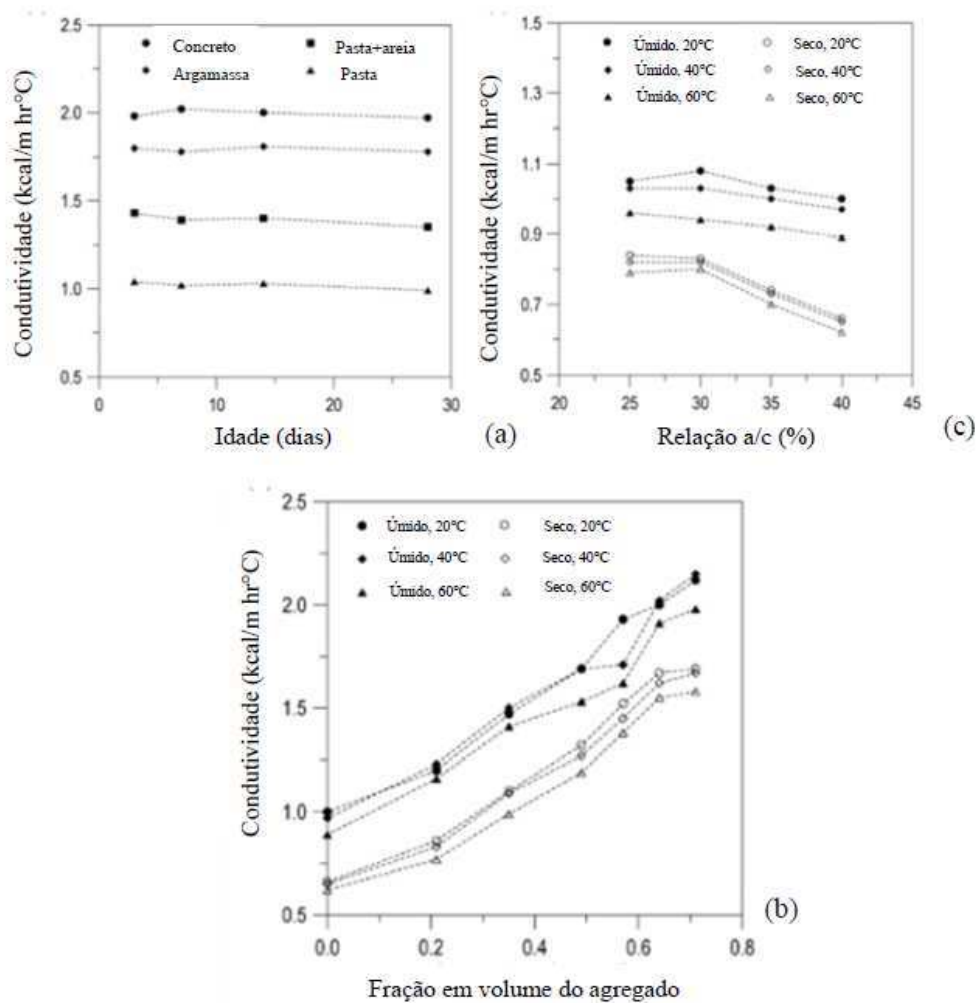 Condutividade (kcal/m hr°C)
2.5
2.0
1.5
1.0
0.5
Concreto
Argamassa
Pasta+areia
Pasta
0
10
20
30
Idade (dias)
(a)
Condutividade (kcal/m hr°C)
1.5
1.3
1.1
0.9
0.7
0.5
Úmido, 20°C
Úmido, 40°C
Úmido, 60°C
Seco, 20°C
Seco, 40°C
Seco, 60°C
20
25
30
35
40
45
Relação a/c (%)
(c)
Condutividade (kcal/m hr°C)
2.5
2.0
1.5
1.0
0.5
Úmido, 20°C
Úmido, 40°C
Úmido, 60°C
Seco, 20°C
Seco, 40°C
Seco, 60°C
0.0
0.2
0.4
0.6
0.8
(b)
Fração em volume do agregado